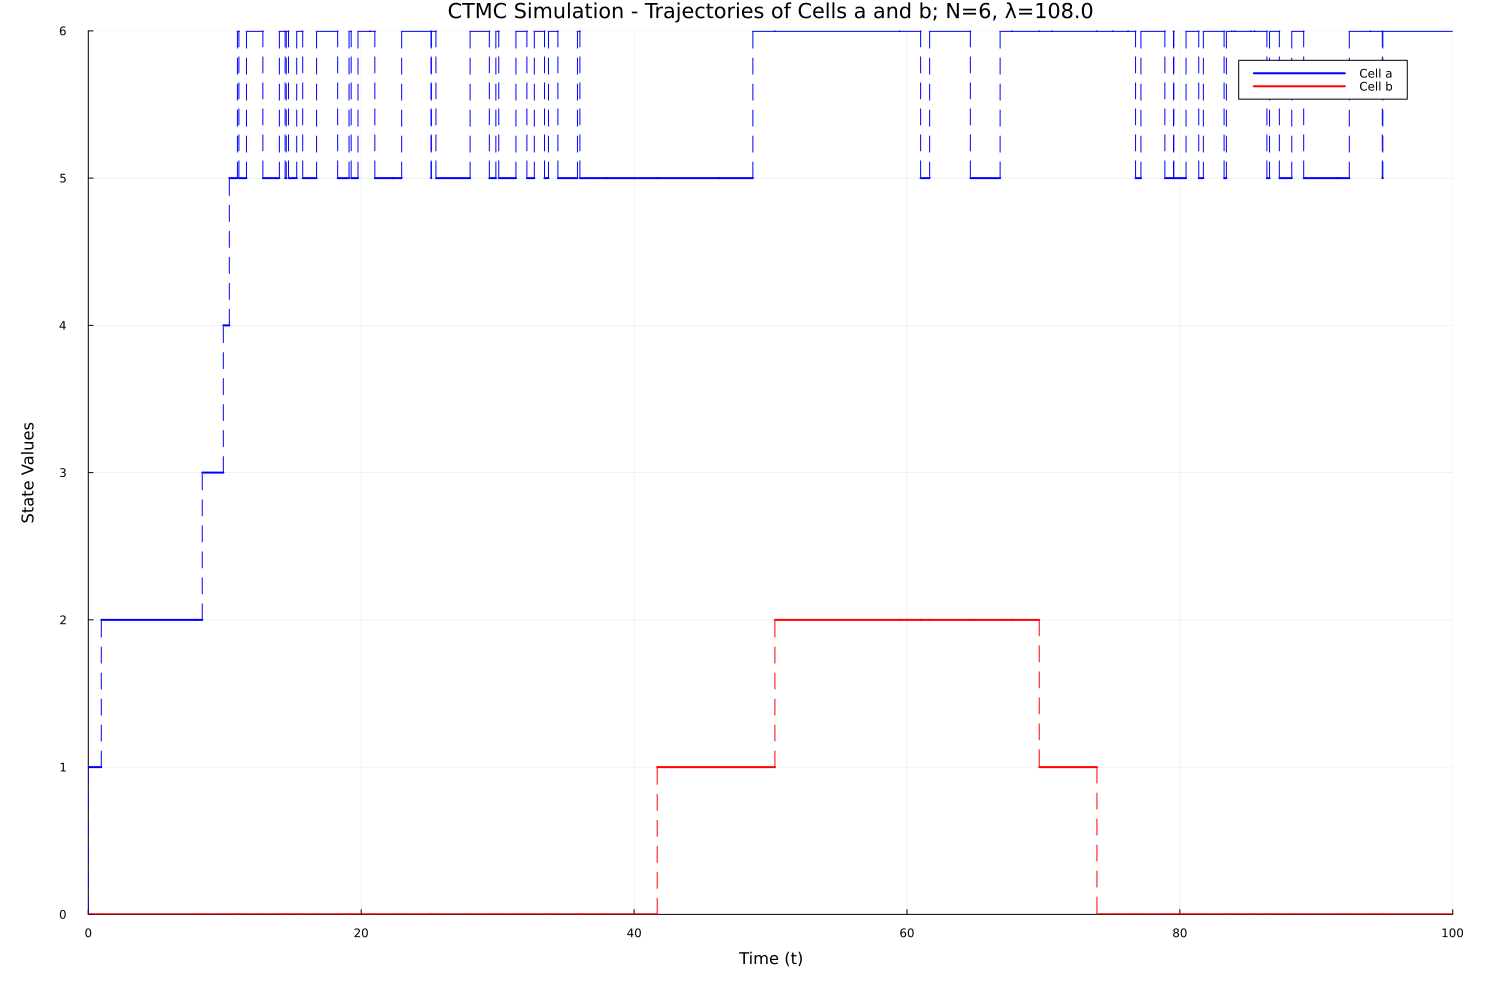 CTMC Simulation - Trajectories of Cells a and b; N=6, λ=108.0
6
Cell a
Cell b
5
4
3
2
1
0
State Values
0 20 40 60 80 100
Time (t)